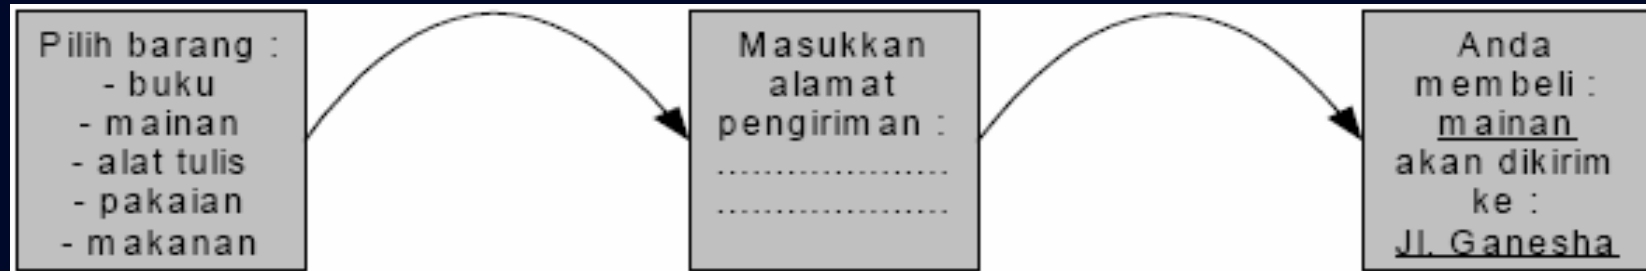 Pilih barang :
- buku
- mainan
- alat tulis
- pakaian
- makanan
Masukkan
alamat
pengiriman :
....................
....................
Anda
membeli :
mainan
akan dikirim
ke :
Jl. Ganesha